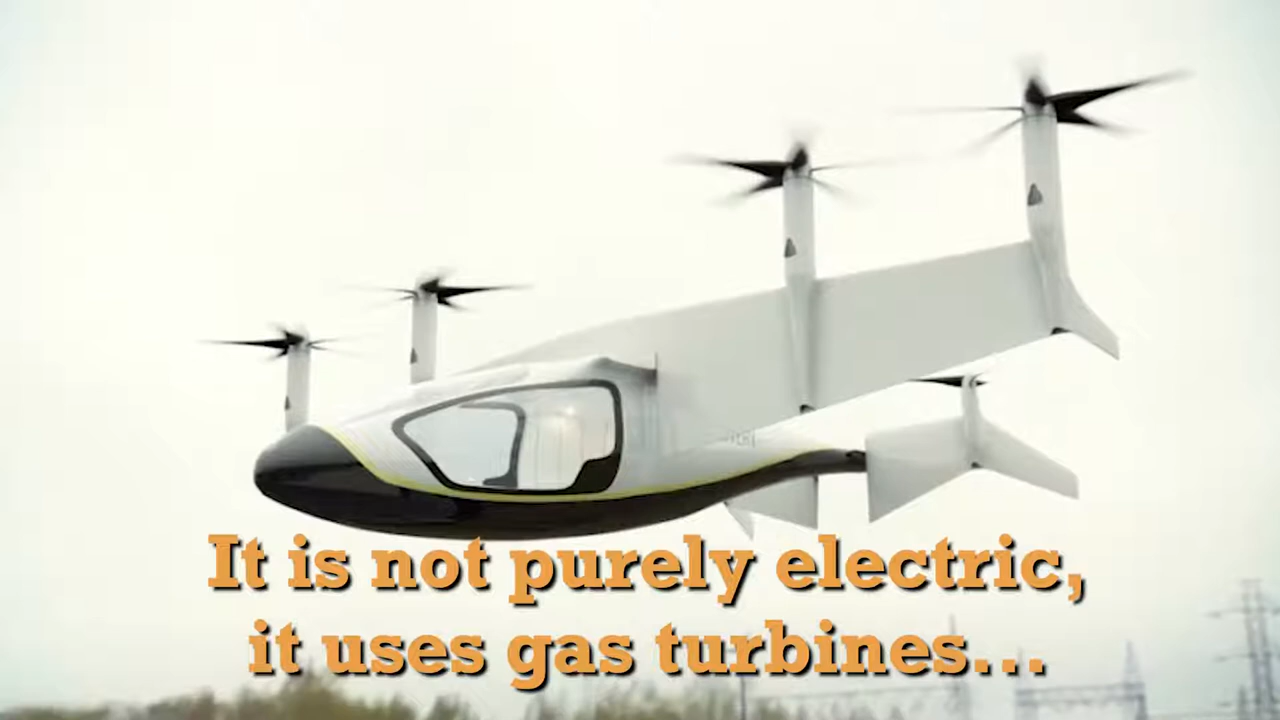 It is not purely electric,
it uses gas turbines...